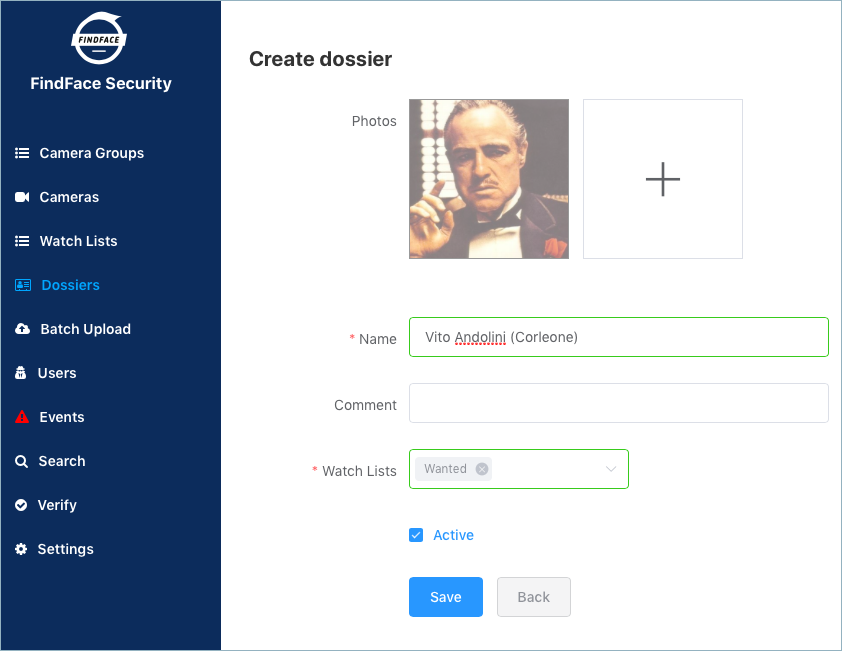 FINDFACE
FindFace Security
Camera Groups
Cameras
Watch Lists
Dossiers
Batch Upload
Users
Events
Search
Verify
Settings
Create dossier
Photos
* Name
Vito Andolini (Corleone)
Comment
* Watch Lists
Wanted
Active
Save
Back